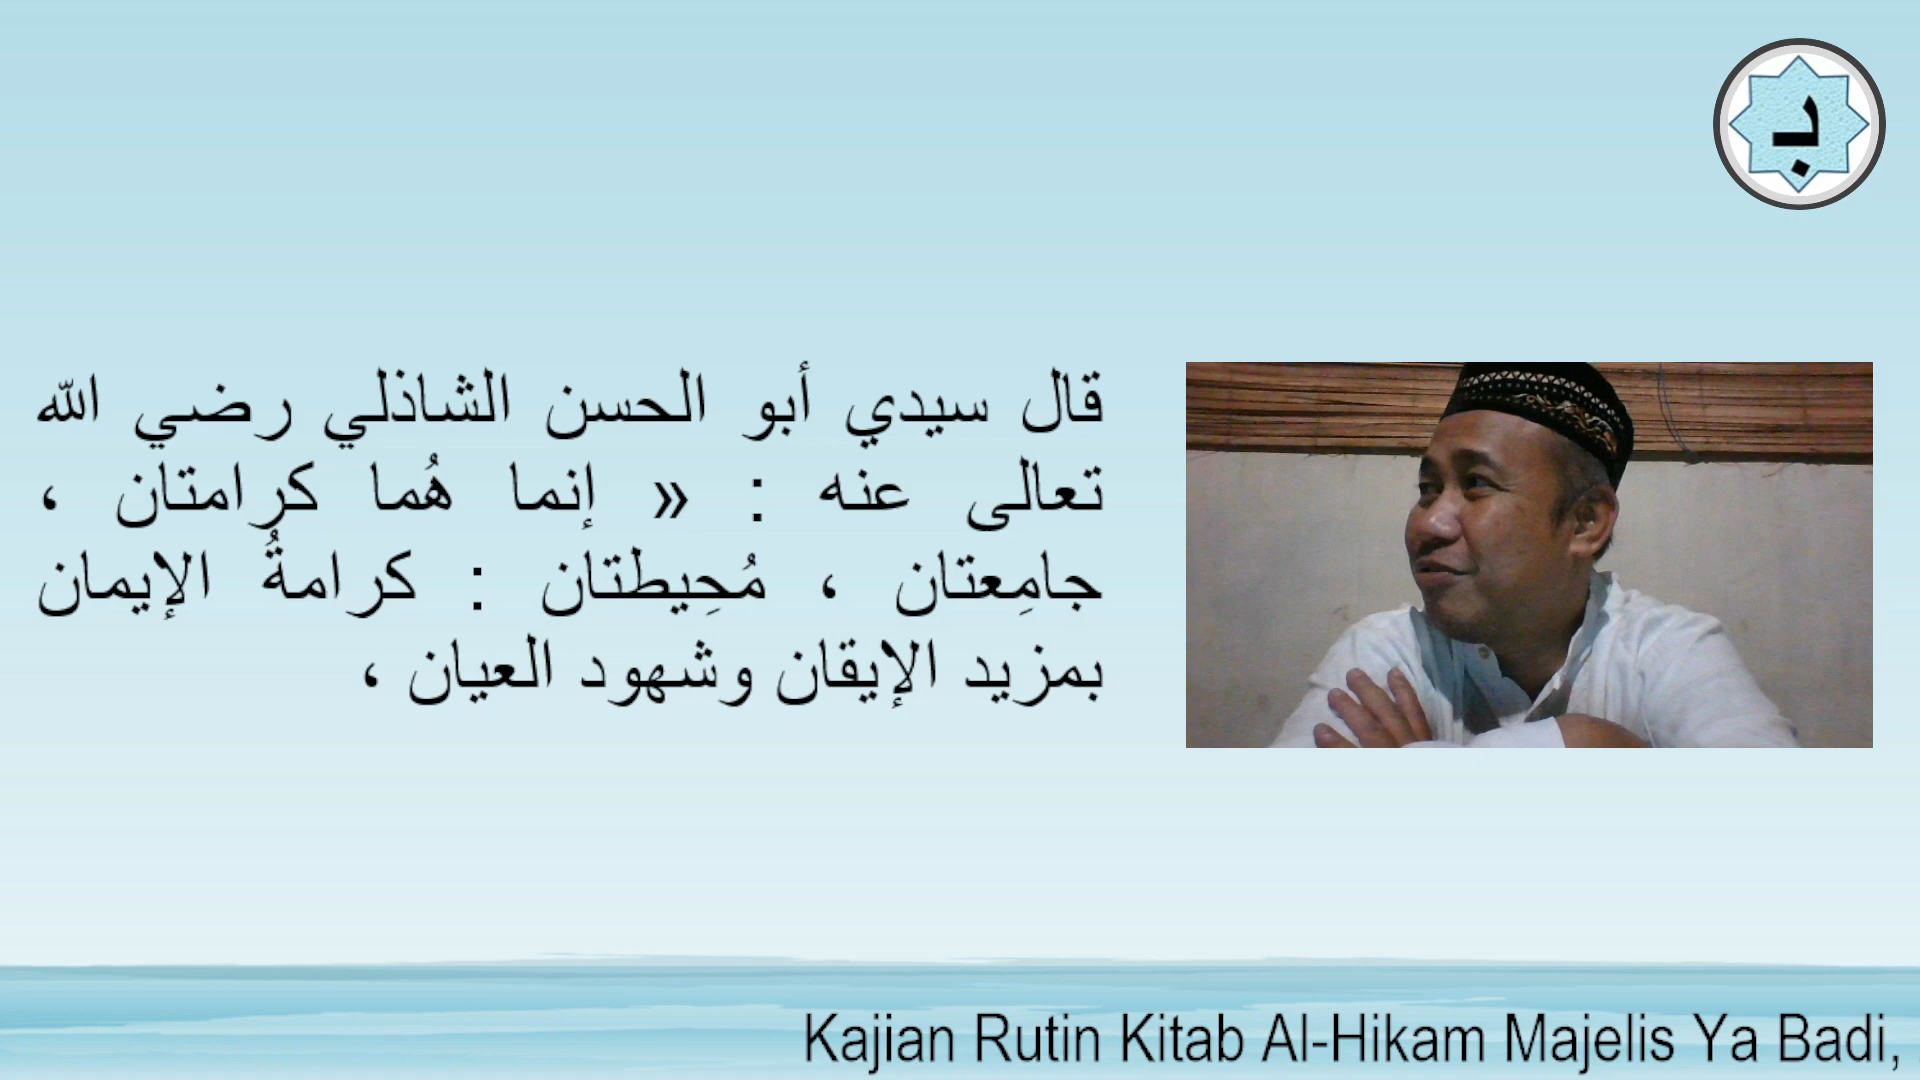 ب
قال سيدي أبو الحسن الشاذلي رضي الله
تعالى عنه : « إنما هُما كرامتان ،
جامِعتان ، مُحِيطتان : كرامةُ الإيمان
بمزيد الإيقان وشهود العيان ،
Kajian Rutin Kitab Al-Hikam Majelis Ya Badi,